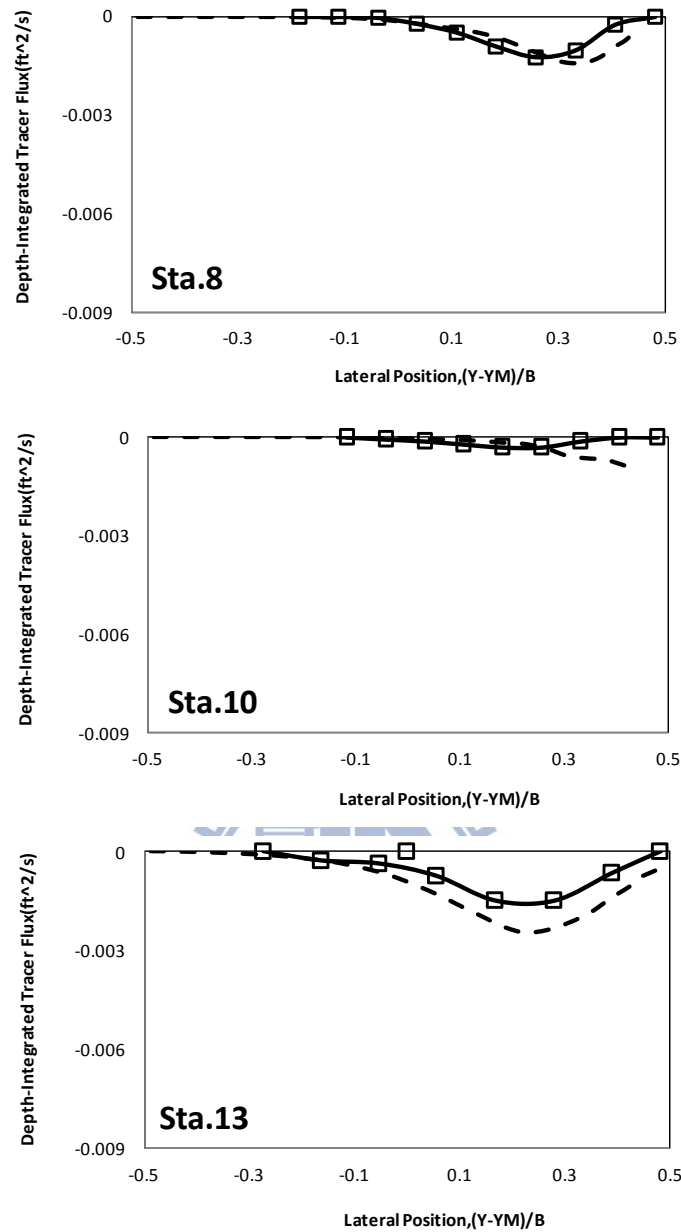 0
-0.003
-0.006
-0.009
Depth-Integrated Tracer Flux(ft^2/s)
Sta.8
-0.5 -0.3 -0.1 0.1 0.3 0.5
Lateral Position,(Y-YM)/B
0
-0.003
-0.006
-0.009
Depth-Integrated Tracer Flux(ft^2/s)
Sta.10
-0.5 -0.3 -0.1 0.1 0.3 0.5
Lateral Position,(Y-YM)/B
0
-0.003
-0.006
-0.009
Depth-Integrated Tracer Flux(ft^2/s)
Sta.13
-0.5 -0.3 -0.1 0.1 0.3 0.5
Lateral Position,(Y-YM)/B